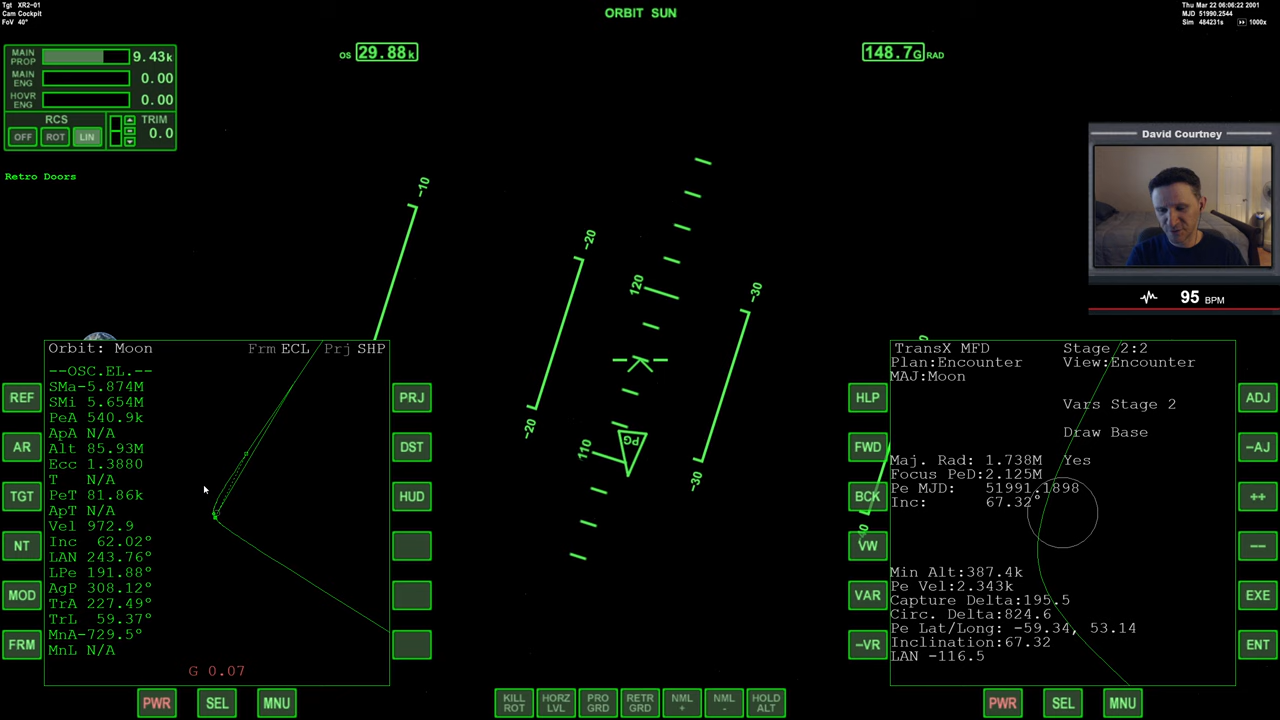 Tgt XR2-01
Cam Cockpit
FoV 40°
ORBIT SUN
Thu Mar 22 06:06:22 2001
MJD 51990.2544
Sim 484231s 1000x
MAIN PROP 9.43k
MAIN ENG 0.00
HOVR ENG 0.00
RCS TRIM
OFF ROT LIN 0.0
OS 29.88k
148.7G RAD
Retro Doors
David Courtney
95 BPM
-10
-20
-20
-30
-30
120
110
PG
Orbit: Moon Frm ECL Prj SHP
--OSC.EL.--
SMa-5.874M
SMi 5.654M
PeA 540.9k
ApA N/A
Alt 85.93M
Ecc 1.3880
T N/A
PeT 81.86k
ApT N/A
Vel 972.9
Inc 62.02°
LAN 243.76°
LPe 191.88°
AgP 308.12°
TrA 227.49°
TrL 59.37°
MnA-729.5°
MnL N/A
G 0.07
REF
AR
TGT
NT
MOD
FRM
PRJ
DST
HUD
PWR SEL MNU
KILL ROT
HORZ LVL
PRO GRD
RETR GRD
NML +
NML -
HOLD ALT
TransX MFD Stage 2:2
Plan:Encounter View:Encounter
MAJ:Moon
Vars Stage 2
Draw Base
Maj. Rad: 1.738M Yes
Focus PeD:2.125M
Pe MJD: 51991.1898
Inc: 67.32°
Min Alt:387.4k
Pe Vel:2.343k
Capture Delta:195.5
Circ. Delta:824.6
Pe Lat/Long: -59.34, 53.14
Inclination:67.32
LAN -116.5
HLP
FWD
BCK
VW
VAR
-VR
ADJ
-AJ
++
--
EXE
ENT
PWR SEL MNU